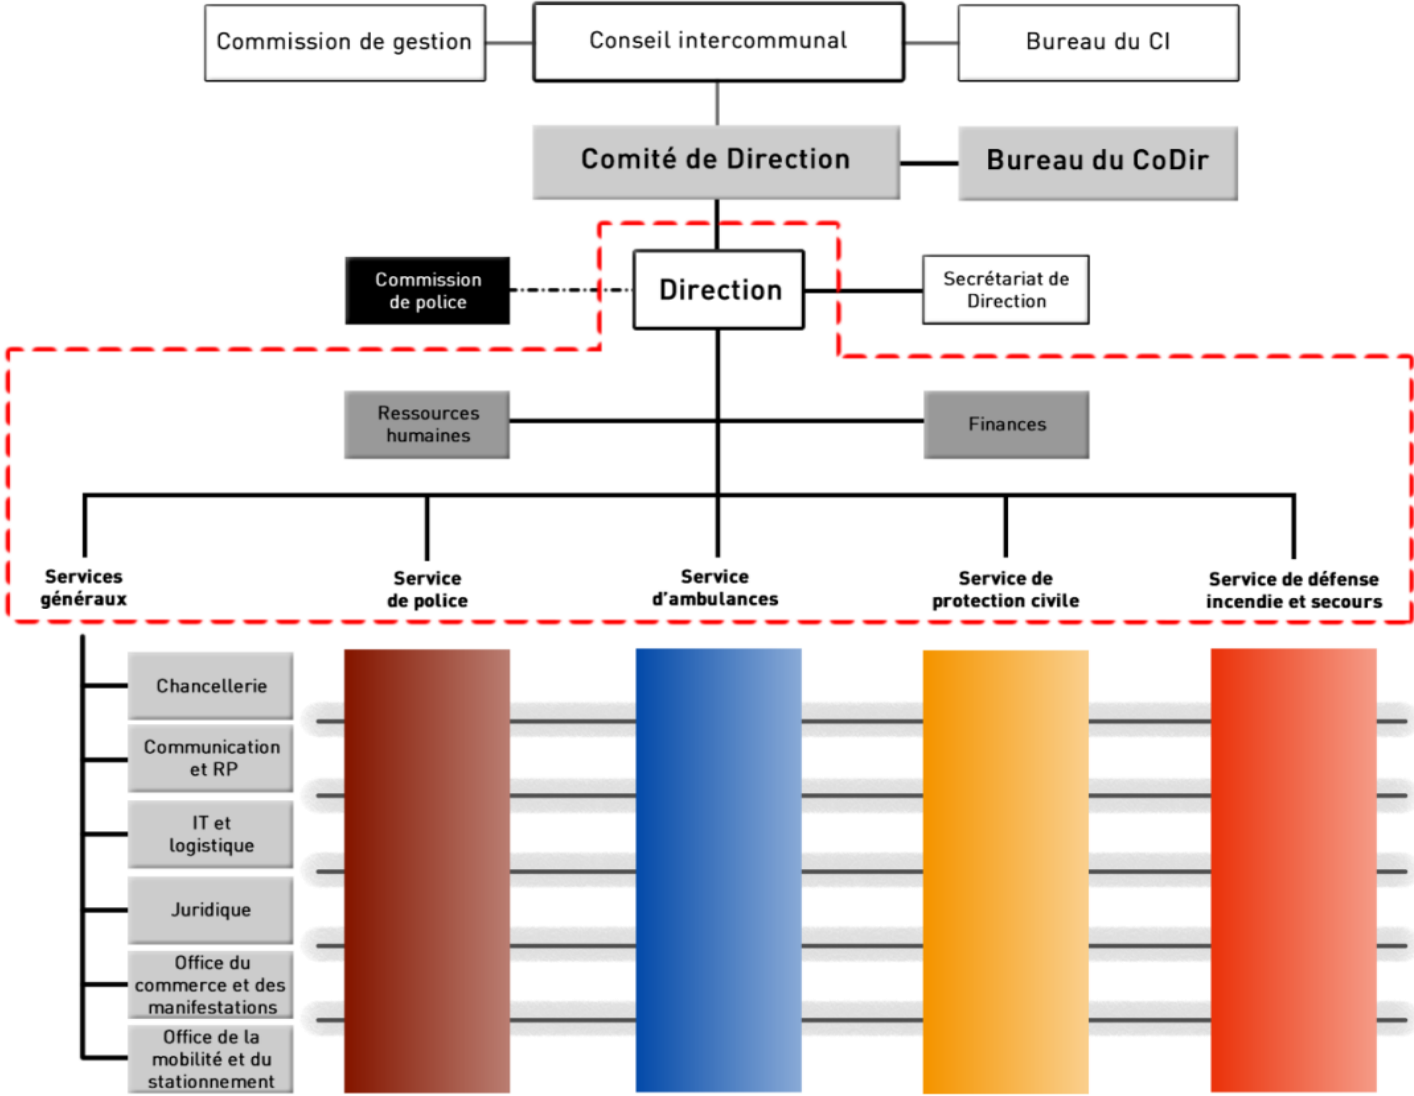 Commission de gestion
Conseil intercommunal
Bureau du CI
Comité de Direction
Bureau du CoDir
Commission
de police
Direction
Secrétariat de
Direction
Ressources
humaines
Finances
Services
généraux
Service
de police
Service
d'ambulances
Service de
protection civile
Service de défense
incendie et secours
Chancellerie
Communication
et RP
IT et
logistique
Juridique
Office du
commerce et des
manifestations
Office de la
mobilité et du
stationnement